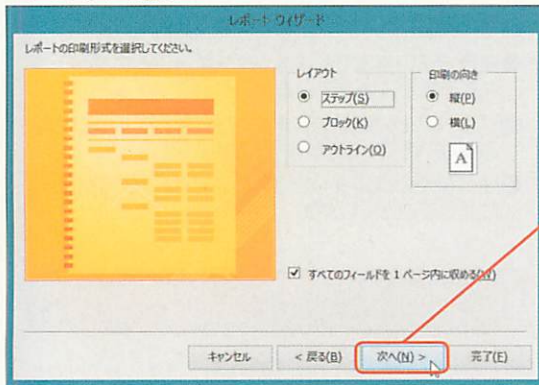 レポート ウィザード
レポートの印刷形式を選択してください。
レイアウト
ステップ(S)
ブロック(K)
アウトライン(O)
印刷の向き
縦(P)
横(L)
A
すべてのフィールドを 1 ページ内に収める(W)
キャンセル
< 戻る(B)
次へ(N) >
完了(F)